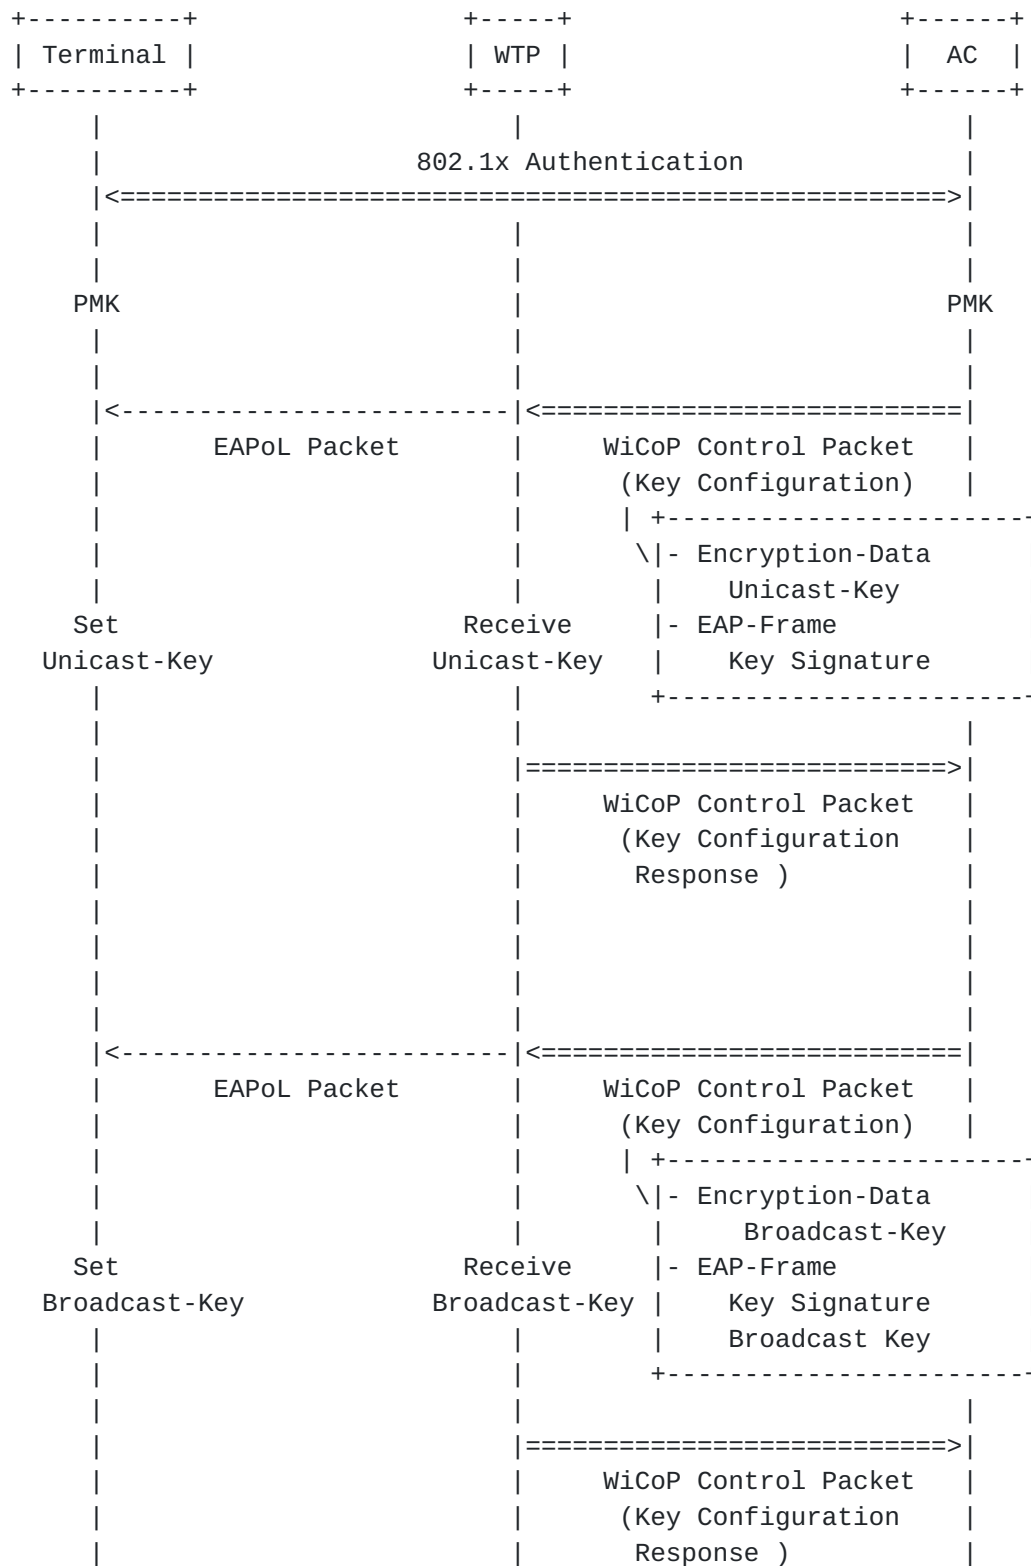 +----------+                 +-----+                     +------+
| Terminal |                 | WTP |                     |  AC  |
+----------+                 +-----+                     +------+
     |                          |                            |
     |                    802.1x Authentication              |
     |<=====================================================>|
     |                          |                            |
     |                          |                            |
    PMK                         |                           PMK
     |                          |                            |
     |                          |                            |
     |<-------------------------|<===========================|
     |       EAPoL Packet       |     WiCoP Control Packet   |
     |                          |      (Key Configuration)   |
     |                          |      | +-----------------------+
     |                          |       \|- Encryption-Data
     |                          |        |    Unicast-Key
    Set                      Receive     |- EAP-Frame
  Unicast-Key              Unicast-Key   |    Key Signature
     |                          |        +-----------------------+
     |                          |                            |
     |                          |===========================>|
     |                          |     WiCoP Control Packet   |
     |                          |      (Key Configuration    |
     |                          |       Response )           |
     |                          |                            |
     |                          |                            |
     |                          |                            |
     |                          |                            |
     |<-------------------------|<===========================|
     |       EAPoL Packet       |     WiCoP Control Packet   |
     |                          |      (Key Configuration)   |
     |                          |      | +-----------------------+
     |                          |       \|- Encryption-Data
     |                          |        |     Broadcast-Key
    Set                      Receive     |- EAP-Frame
  Broadcast-Key            Broadcast-Key |    Key Signature
     |                          |        |    Broadcast Key
     |                          |        +-----------------------+
     |                          |                            |
     |                          |===========================>|
     |                          |     WiCoP Control Packet   |
     |                          |      (Key Configuration    |
     |                          |       Response )           |